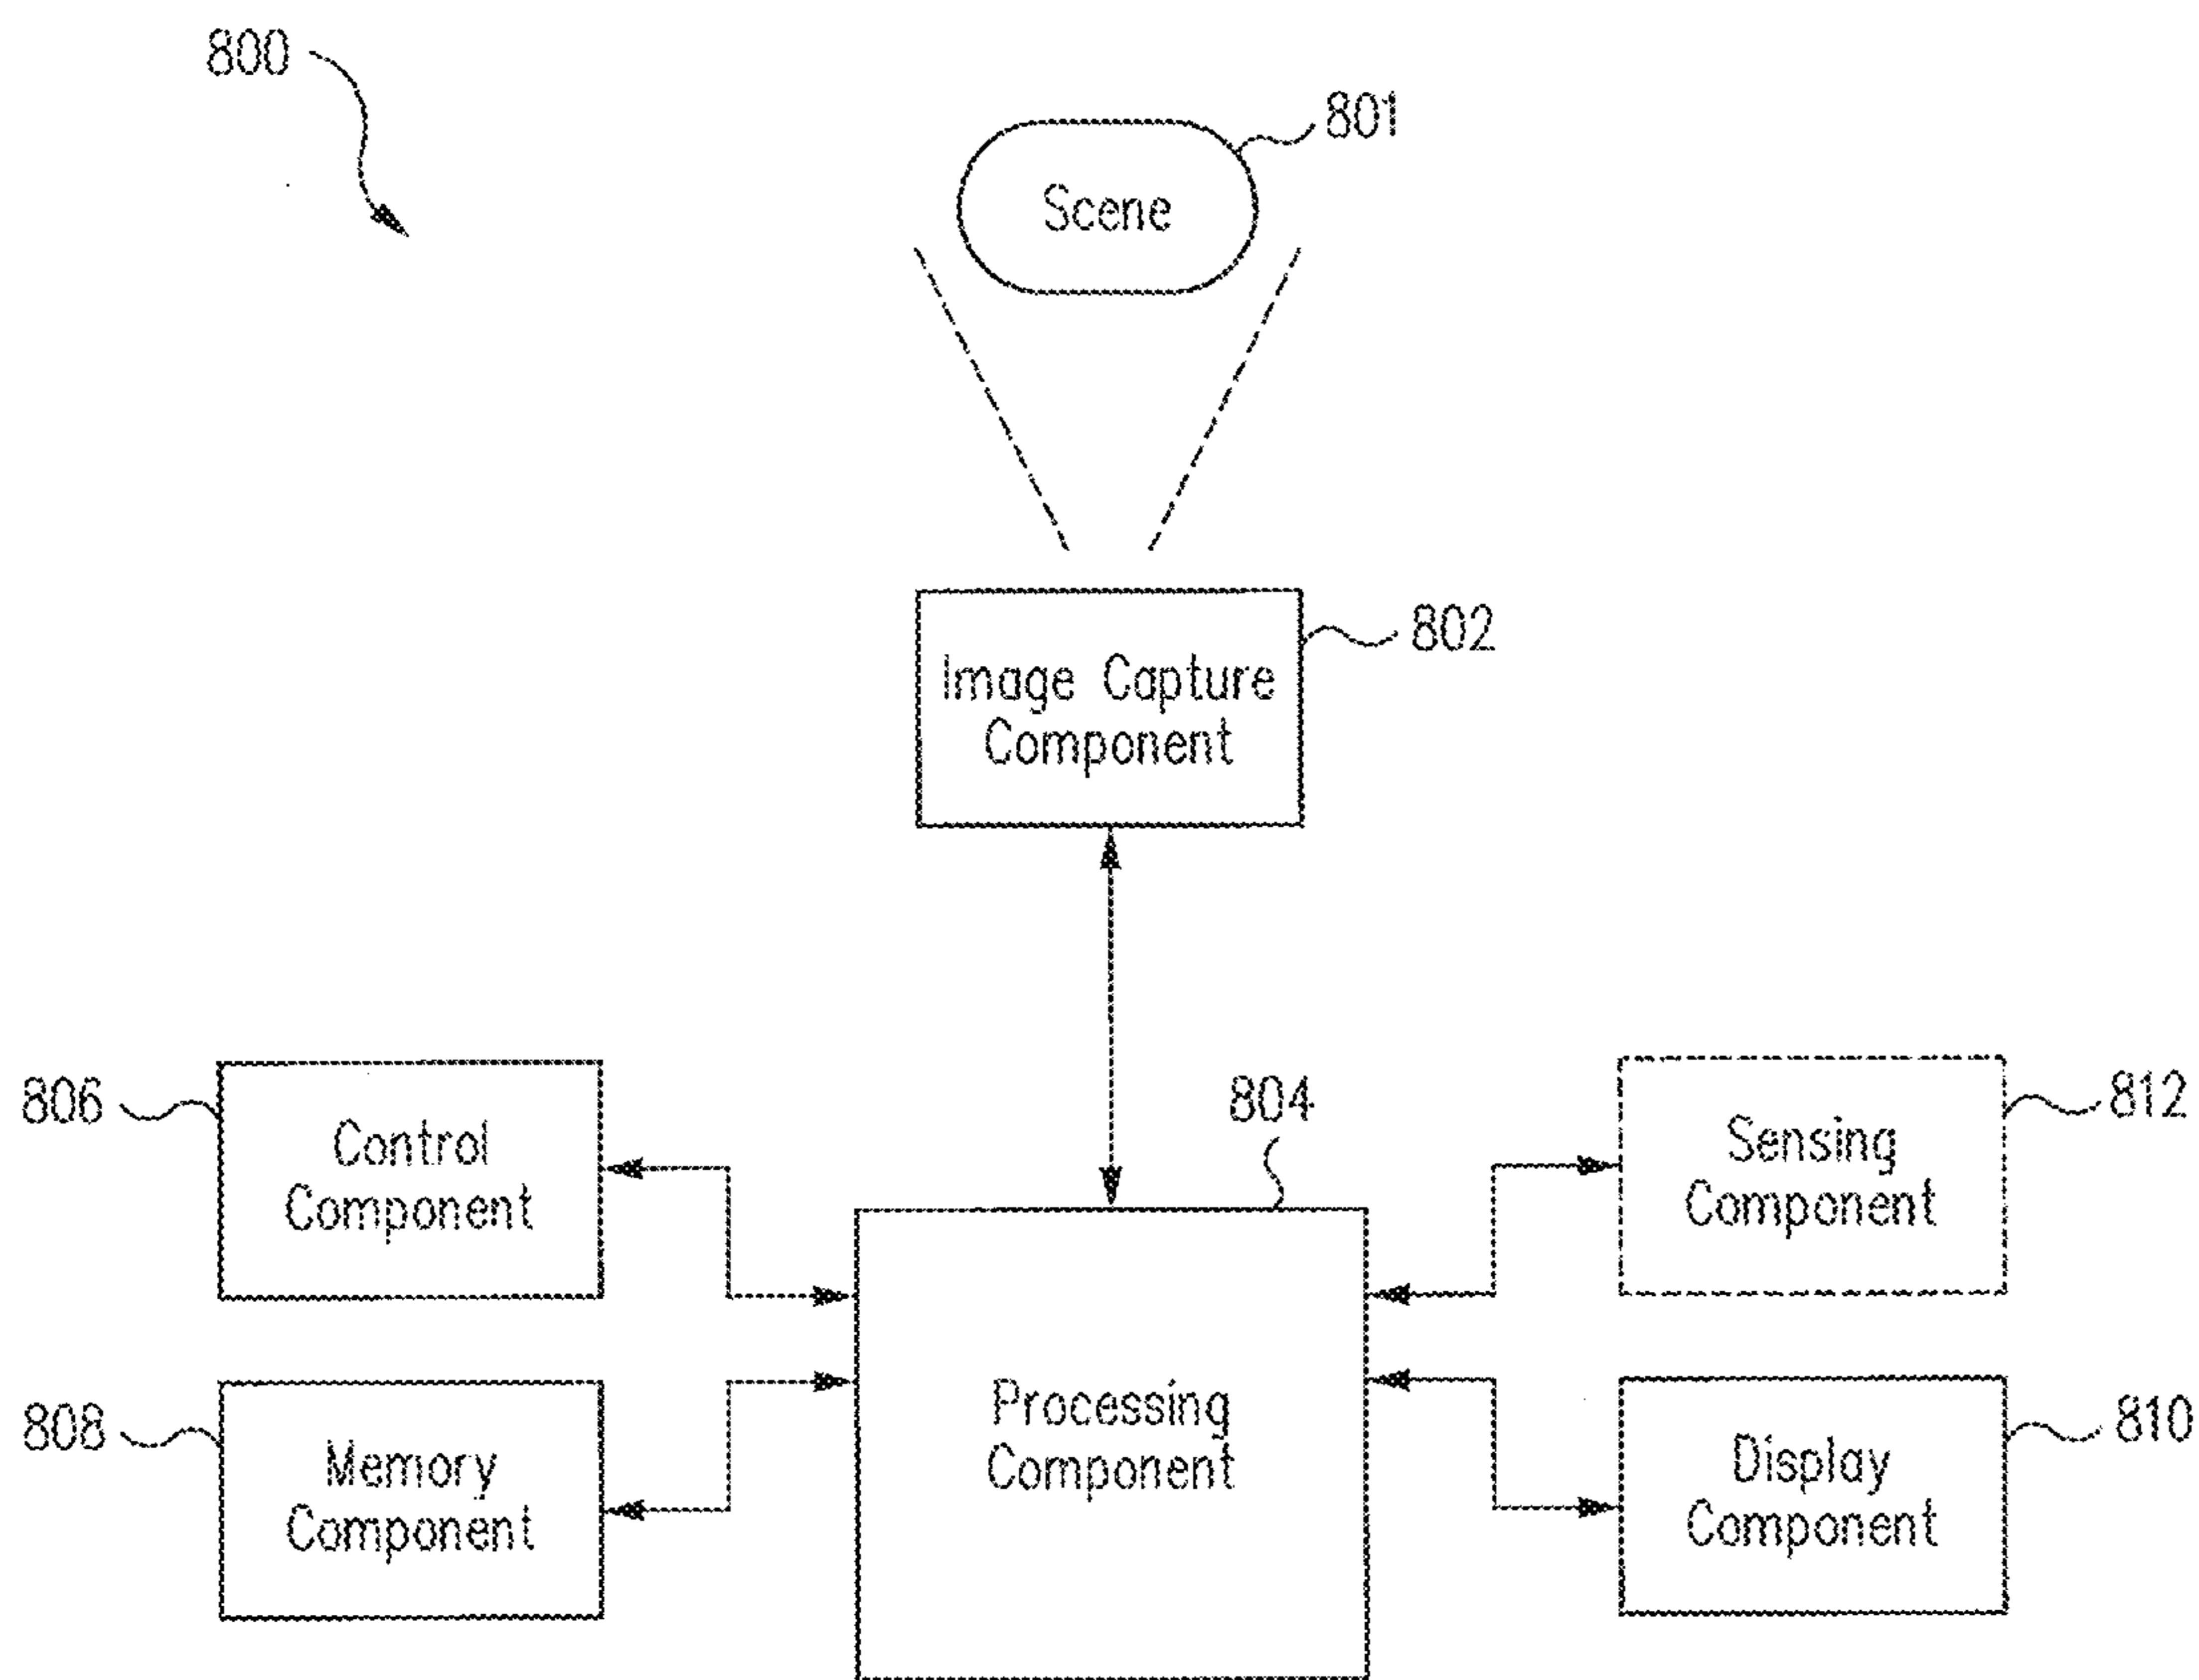 800
801
Scene
802
Image Capture
Component
804
806
Control
Component
812
Sensing
Component
Processing
Component
808
Memory
Component
810
Display
Component